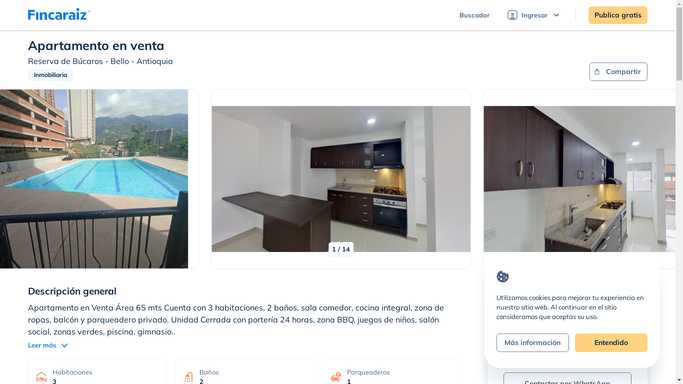 Fincaraiz
Buscador
Ingresar
Publica gratis
Apartamento en venta
Reserva de Búcaros - Bello - Antioquia
Inmobiliaria
Compartir
1 / 14
Descripción general
Apartamento en Venta Área 65 mts Cuenta con 3 habitaciones, 2 baños, sala comedor, cocina integral, zona de
ropas, balcón y parqueadero privado. Unidad Cerrada con portería 24 horas, zona BBQ, juegos de niños, salón
social, zonas verdes, piscina, gimnasio..
Leer más
Habitaciones
3
Baños
2
Parqueaderos
1
Utilizamos cookies para mejorar tu experiencia en
nuestro sitio web. Al continuar en el sitio
consideramos que aceptas su uso.
Más información
Entendido
Contactar por WhatsApp